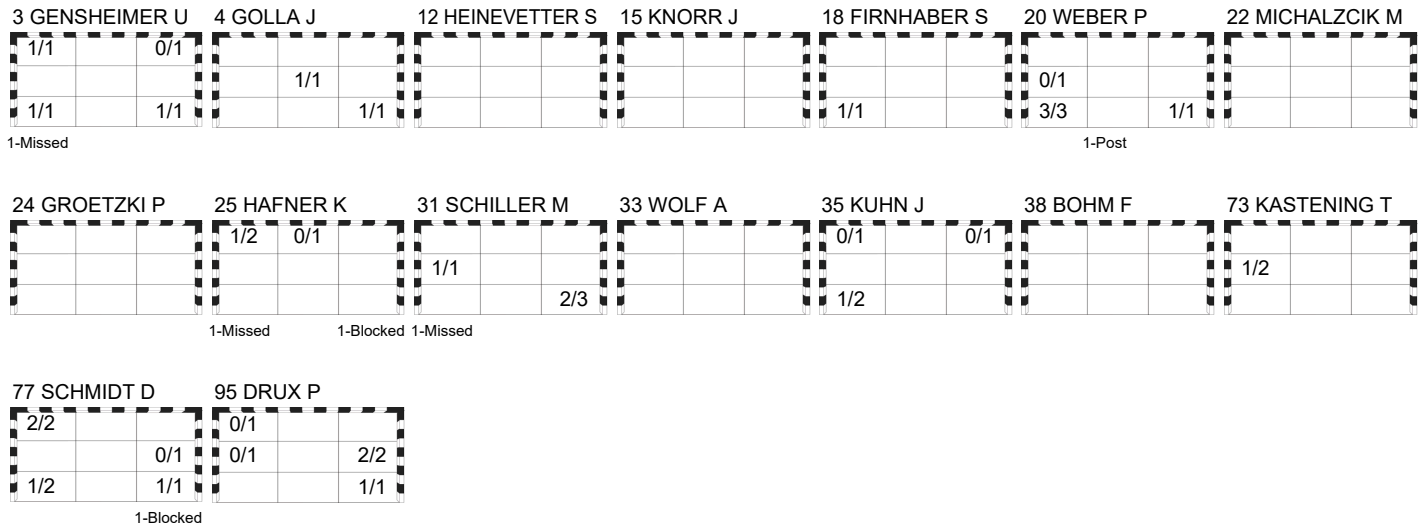 3 GENSHEIMER U 4 GOLLA J 12 HEINEVETTER S 15 KNORR J 18 FIRNHABER S 20 WEBER P 22 MICHALZCIK M
1/1 0/1
1/1 0/1
1/1 1/1 1/1 1/1 3/3 1/1
1-Missed 1-Post
24 GROETZKI P 25 HAFNER K 31 SCHILLER M 33 WOLF A 35 KUHN J 38 BOHM F 73 KASTENING T
1/2 0/1 0/1 0/1
1/1 1/2
2/3 1/2
1-Missed 1-Blocked 1-Missed
77 SCHMIDT D 95 DRUX P
2/2 0/1
0/1 0/1 2/2
1/2 1/1 1/1
1-Blocked